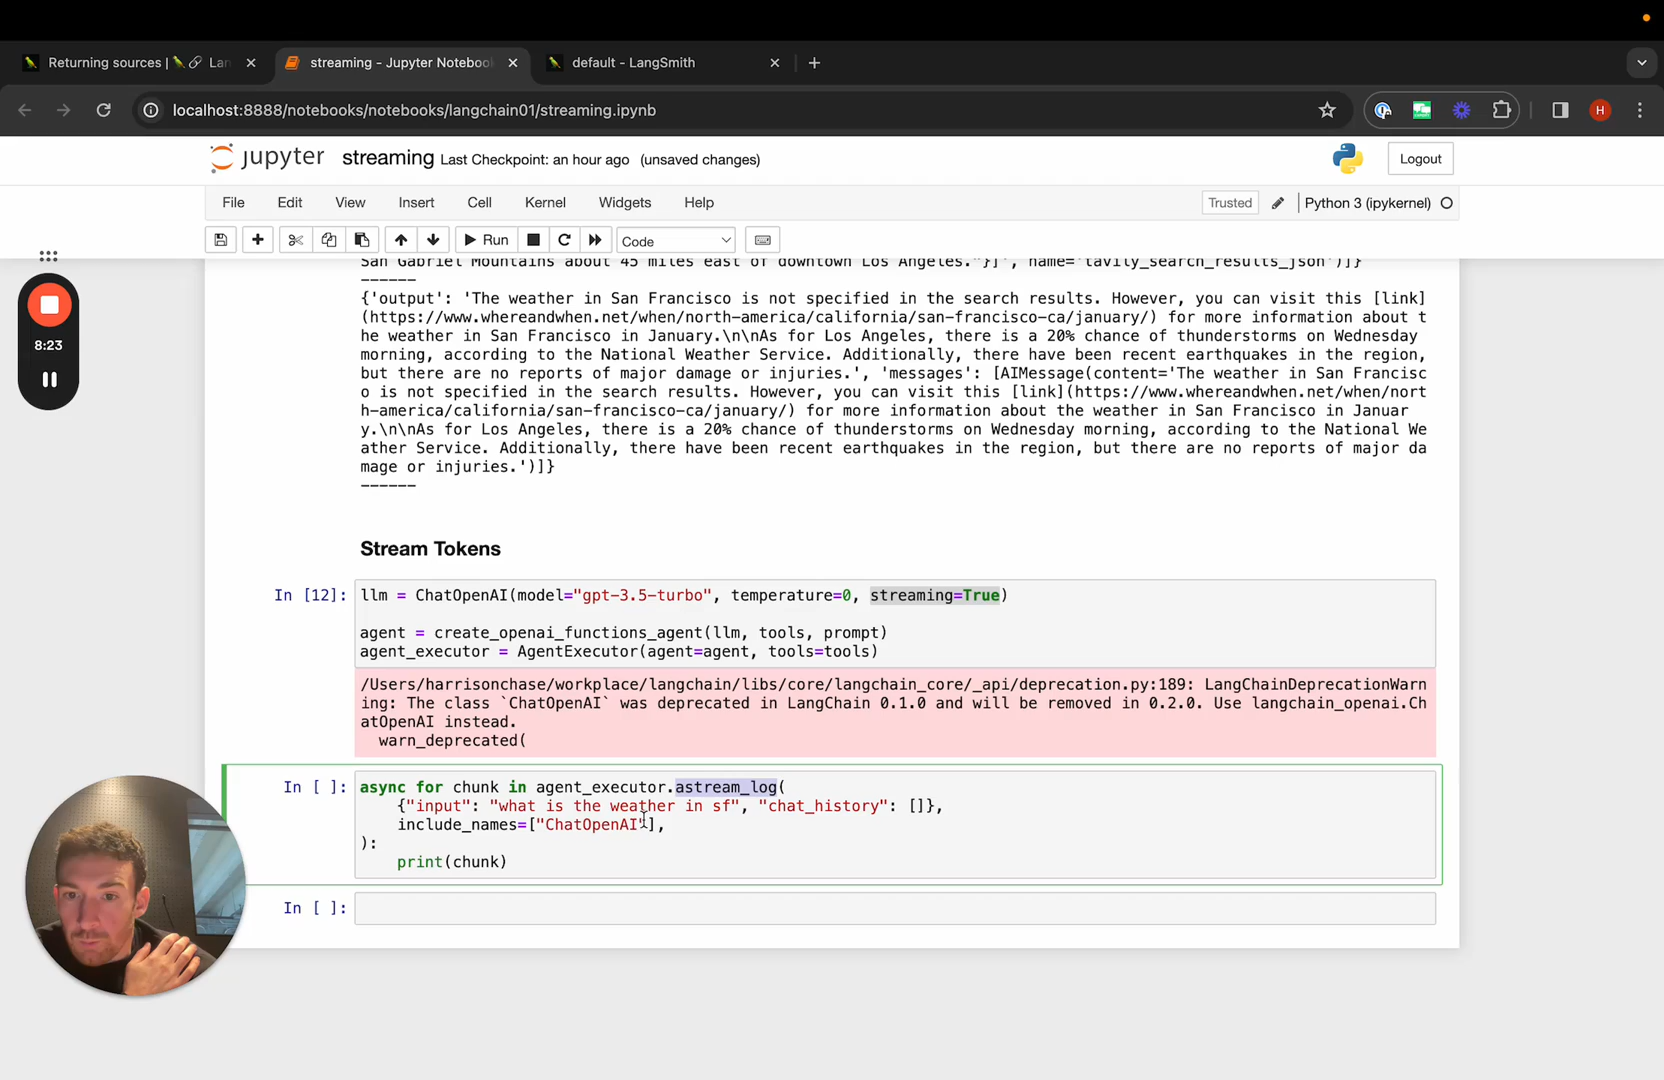 Returning sources | Lan
streaming - Jupyter Notebook
default - LangSmith
localhost:8888/notebooks/notebooks/langchain01/streaming.ipynb
H
jupyter streaming Last Checkpoint: an hour ago (unsaved changes)
Logout
File Edit View Insert Cell Kernel Widgets Help
Trusted
Python 3 (ipykernel)
Run
Code
San Gabriel Mountains about 45 miles east of downtown Los Angeles."}]', name='tavily_search_results_json')]}
------
{'output': 'The weather in San Francisco is not specified in the search results. However, you can visit this [link]
(https://www.whereandwhen.net/when/north-america/california/san-francisco-ca/january/) for more information about t
he weather in San Francisco in January.\n\nAs for Los Angeles, there is a 20% chance of thunderstorms on Wednesday
morning, according to the National Weather Service. Additionally, there have been recent earthquakes in the region,
but there are no reports of major damage or injuries.', 'messages': [AIMessage(content='The weather in San Francisc
o is not specified in the search results. However, you can visit this [link](https://www.whereandwhen.net/when/nort
h-america/california/san-francisco-ca/january/) for more information about the weather in San Francisco in Januar
y.\n\nAs for Los Angeles, there is a 20% chance of thunderstorms on Wednesday morning, according to the National We
ather Service. Additionally, there have been recent earthquakes in the region, but there are no reports of major da
mage or injuries.')]}
------
8:23
Stream Tokens
In [12]:
llm = ChatOpenAI(model="gpt-3.5-turbo", temperature=0, streaming=True)
agent = create_openai_functions_agent(llm, tools, prompt)
agent_executor = AgentExecutor(agent=agent, tools=tools)
/Users/harrisonchase/workplace/langchain/libs/core/langchain_core/_api/deprecation.py:189: LangChainDeprecationWarn
ing: The class `ChatOpenAI` was deprecated in LangChain 0.1.0 and will be removed in 0.2.0. Use langchain_openai.Ch
atOpenAI instead.
warn_deprecated(
In [ ]:
async for chunk in agent_executor.astream_log(
{"input": "what is the weather in sf", "chat_history": []},
include_names=["ChatOpenAI"],
):
print(chunk)
In [ ]: